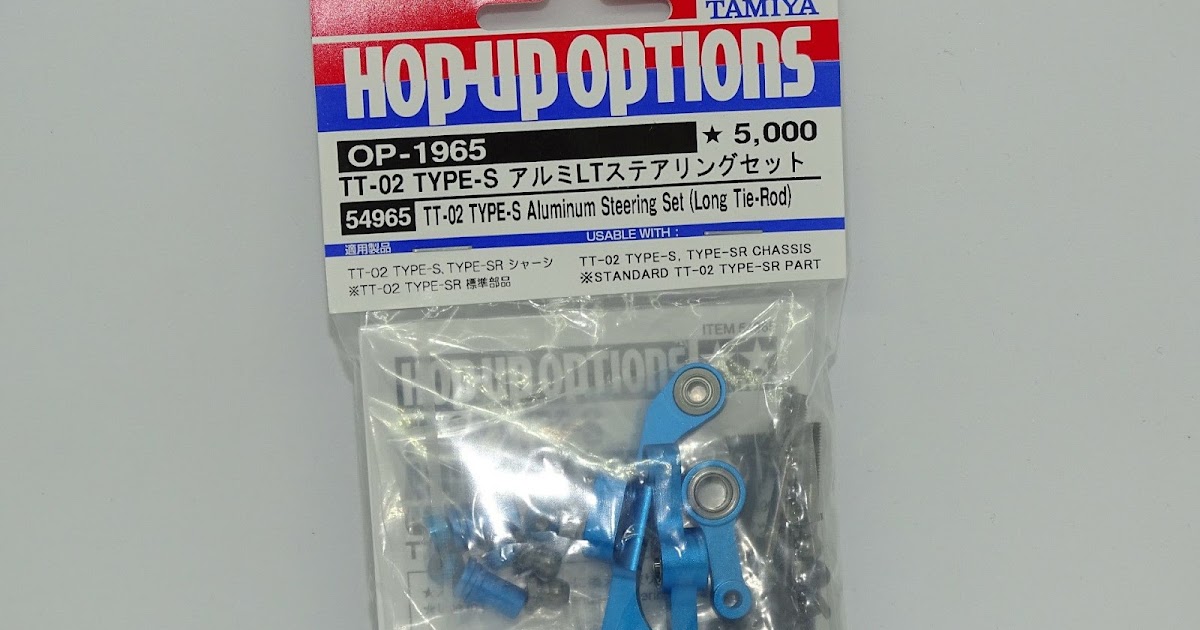 TAMIYA
HOP-UP OPTIONS
OP-1965 ★ 5,000
TT-02 TYPE-S アルミLTステアリングセット
54965 TT-02 TYPE-S Aluminum Steering Set (Long Tie-Rod)
適用製品
USABLE WITH :
TT-02 TYPE-S、TYPE-SR シャーシ
※TT-02 TYPE-SR 標準部品
TT-02 TYPE-S, TYPE-SR CHASSIS
※STANDARD TT-02 TYPE-SR PART
ITEM
HOP-UP OPTIONS ★★